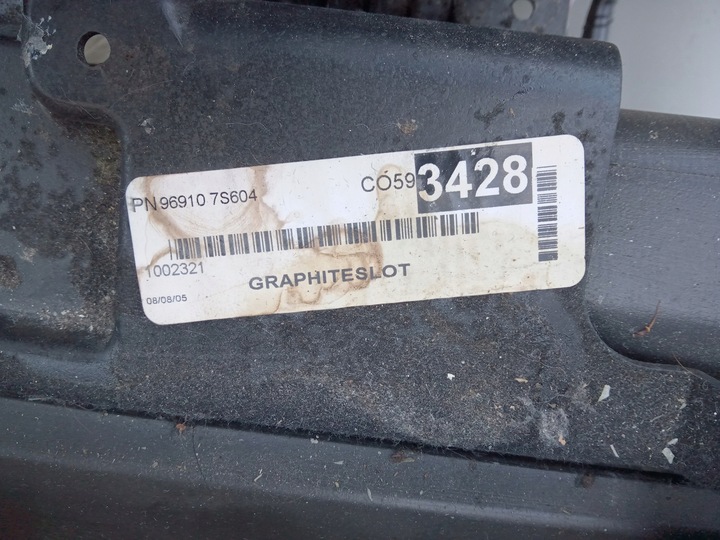 PN 96910 7S604
CO59 3428
1002321
GRAPHITESLOT
08/08/05